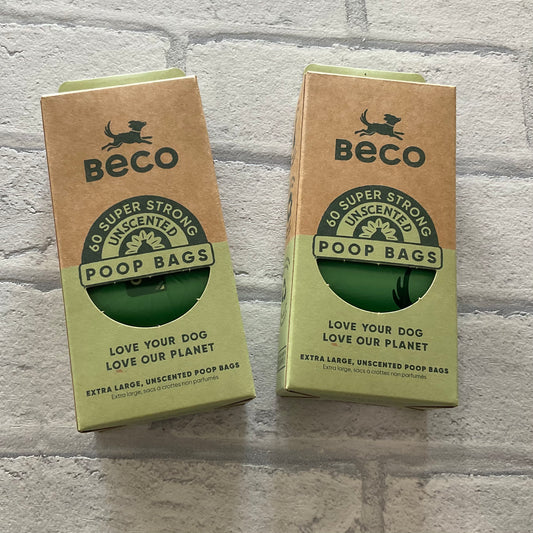 BECO
60 SUPER STRONG
UNSCENTED
POOP BAGS
LOVE YOUR DOG
LOVE OUR PLANET
EXTRA LARGE, UNSCENTED POOP BAGS
Extra large, sacs à crottes non parfumés
BECO
60 SUPER STRONG
UNSCENTED
POOP BAGS
LOVE YOUR DOG
LOVE OUR PLANET
EXTRA LARGE, UNSCENTED POOP BAGS
Extra large, sacs à crottes non parfumés